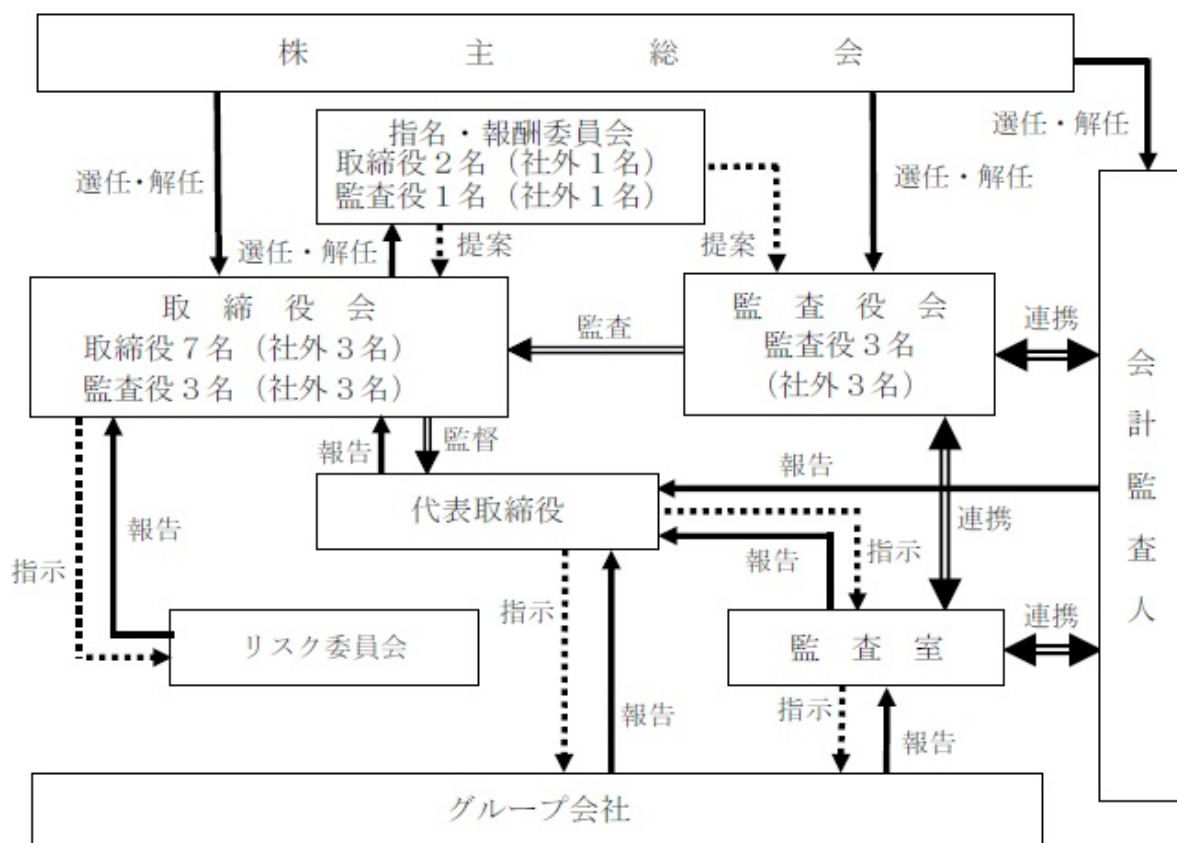 株主総会
選任・解任
指名・報酬委員会
取締役２名（社外１名）
監査役１名（社外１名）
選任・解任
選任・解任
選任・解任
提案
提案
取締役会
取締役７名（社外３名）
監査役３名（社外３名）
監査
監査役会
監査役３名
（社外３名）
連携
会計監査人
報告
監督
報告
代表取締役
連携
報告
指示
報告
指示
指示
リスク委員会
監査室
連携
報告
指示
報告
グループ会社